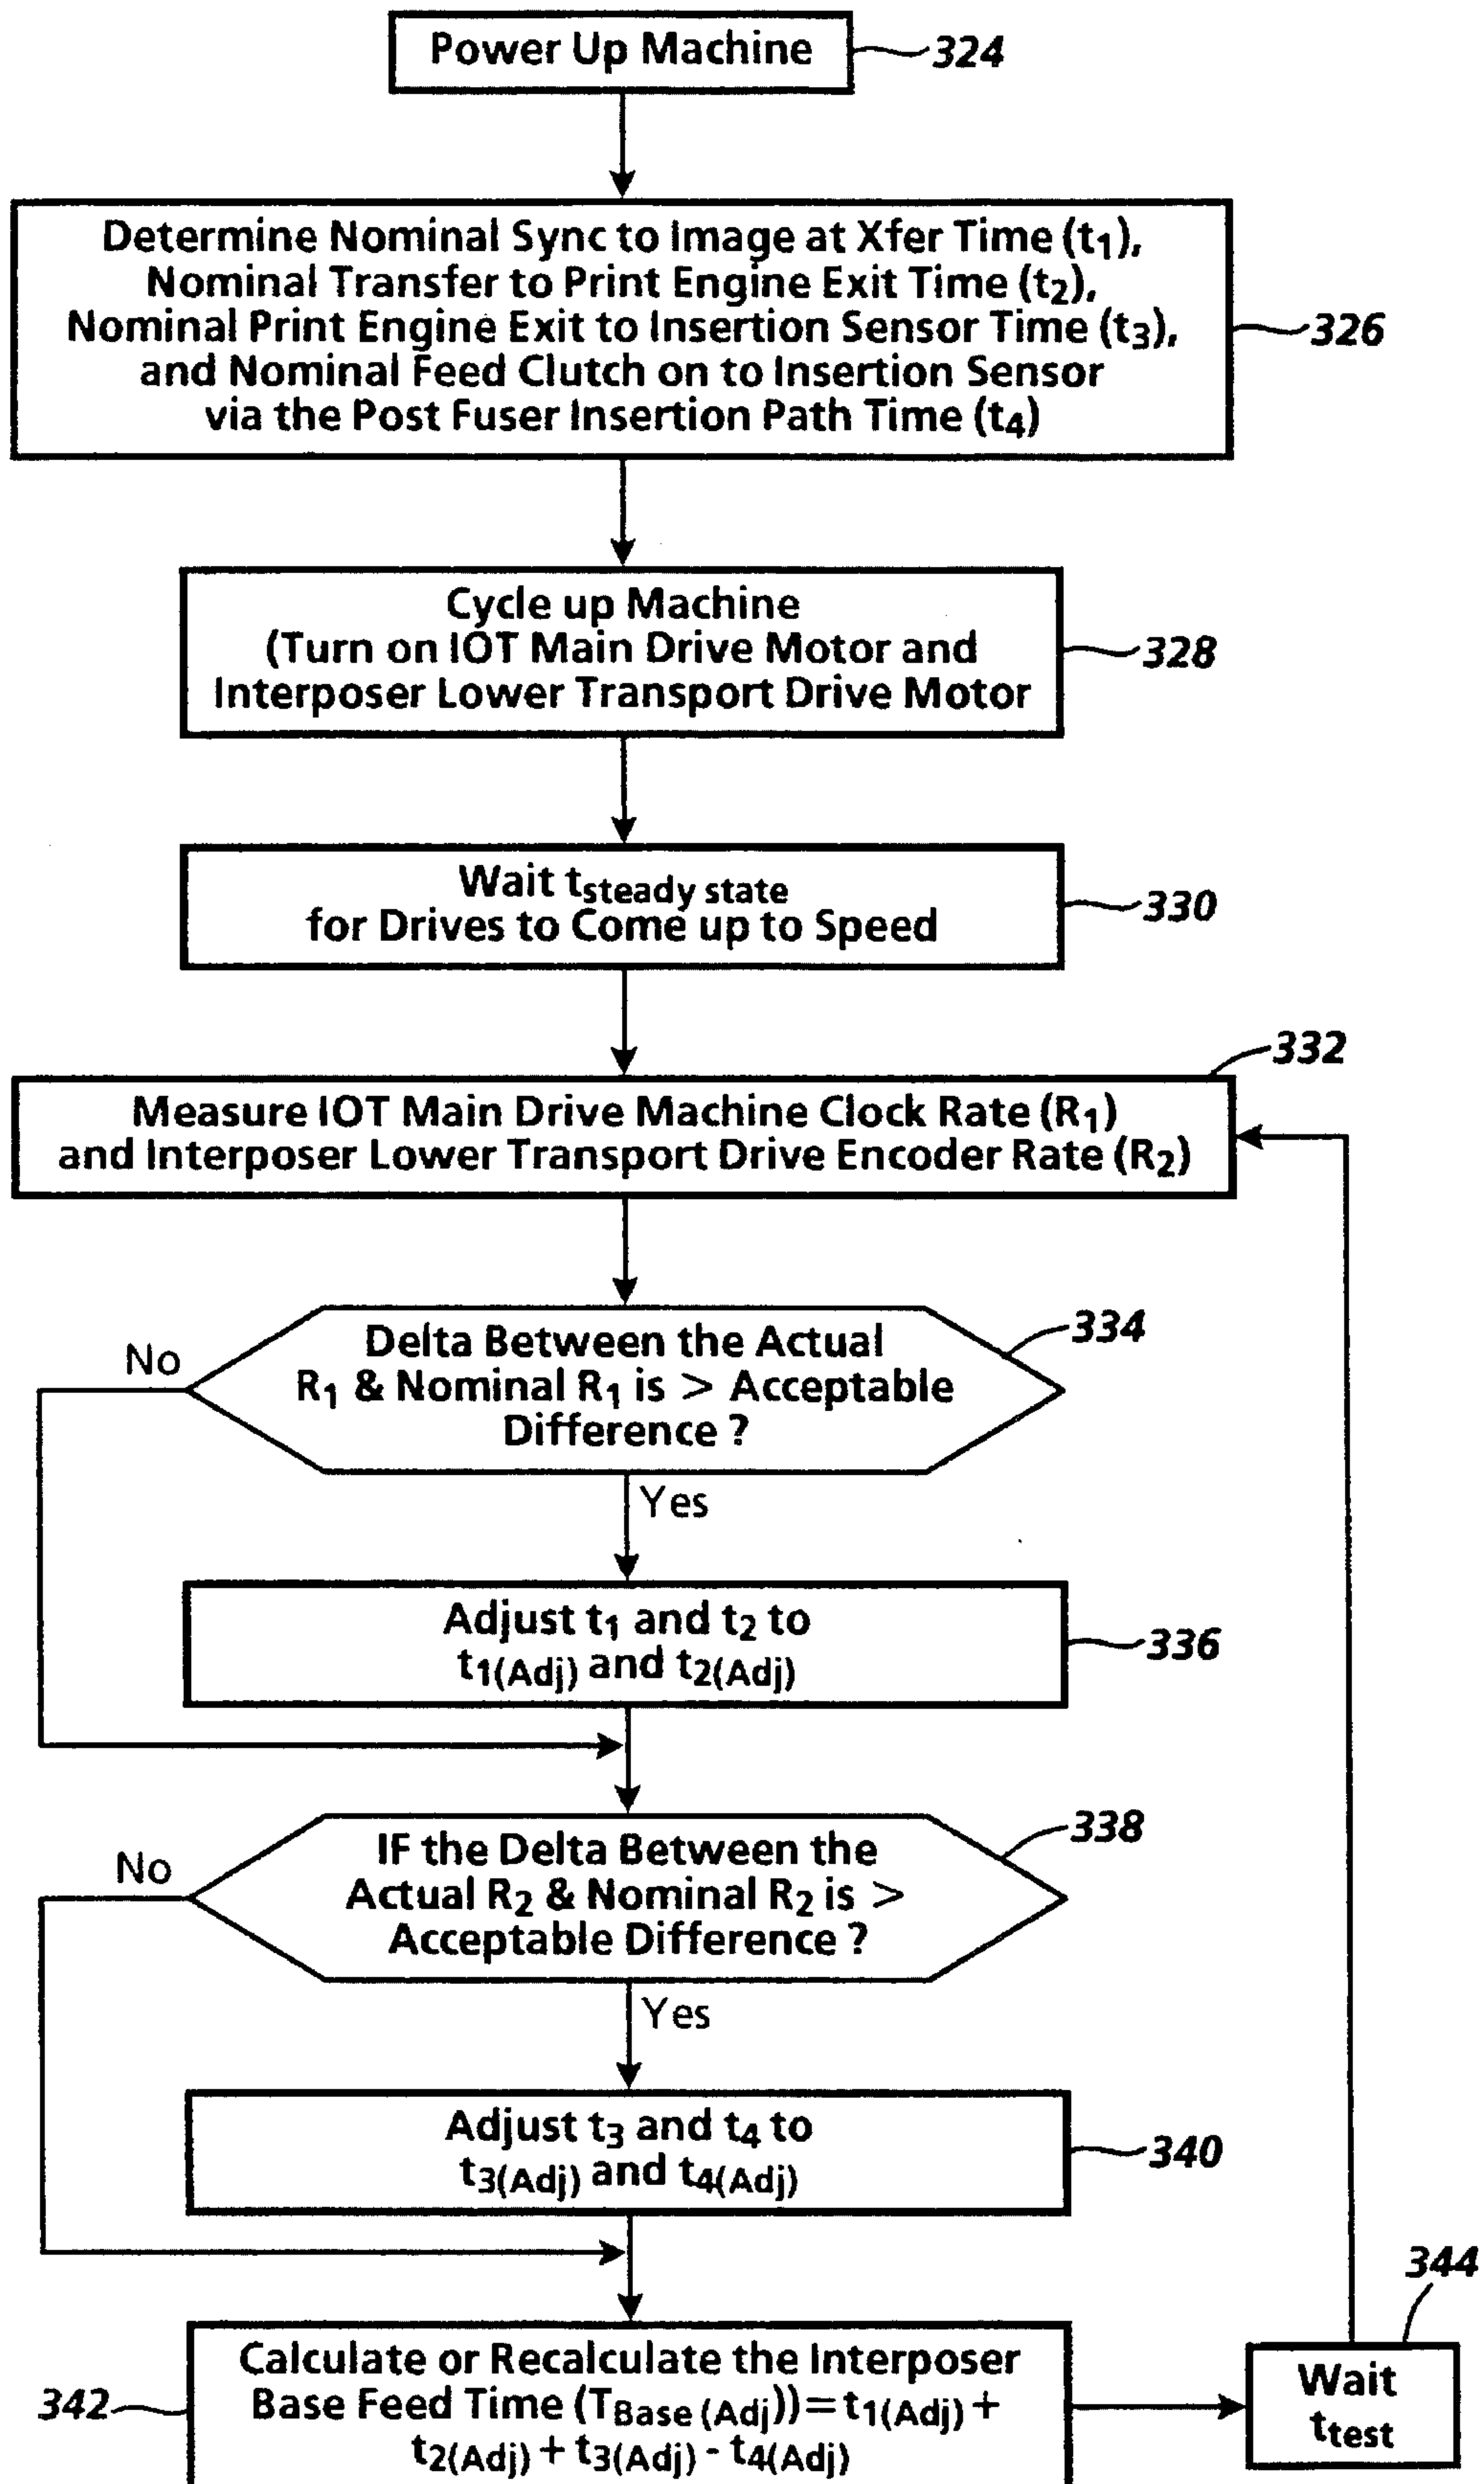 Power Up Machine
324
Determine Nominal Sync to Image at Xfer Time (t1),
Nominal Transfer to Print Engine Exit Time (t2),
Nominal Print Engine Exit to Insertion Sensor Time (t3),
and Nominal Feed Clutch on to Insertion Sensor
via the Post Fuser Insertion Path Time (t4)
326
Cycle up Machine
(Turn on IOT Main Drive Motor and
Interposer Lower Transport Drive Motor
328
Wait tsteady state
for Drives to Come up to Speed
330
332
Measure IOT Main Drive Machine Clock Rate (R1)
and Interposer Lower Transport Drive Encoder Rate (R2)
334
No
Delta Between the Actual
R1 & Nominal R1 is > Acceptable
Difference ?
Yes
Adjust t1 and t2 to
t1(Adj) and t2(Adj)
336
338
No
IF the Delta Between the
Actual R2 & Nominal R2 is >
Acceptable Difference ?
Yes
Adjust t3 and t4 to
t3(Adj) and t4(Adj)
340
342
Calculate or Recalculate the Interposer
Base Feed Time (TBase (Adj)) = t1(Adj) +
t2(Adj) + t3(Adj) - t4(Adj)
344
Wait
ttest